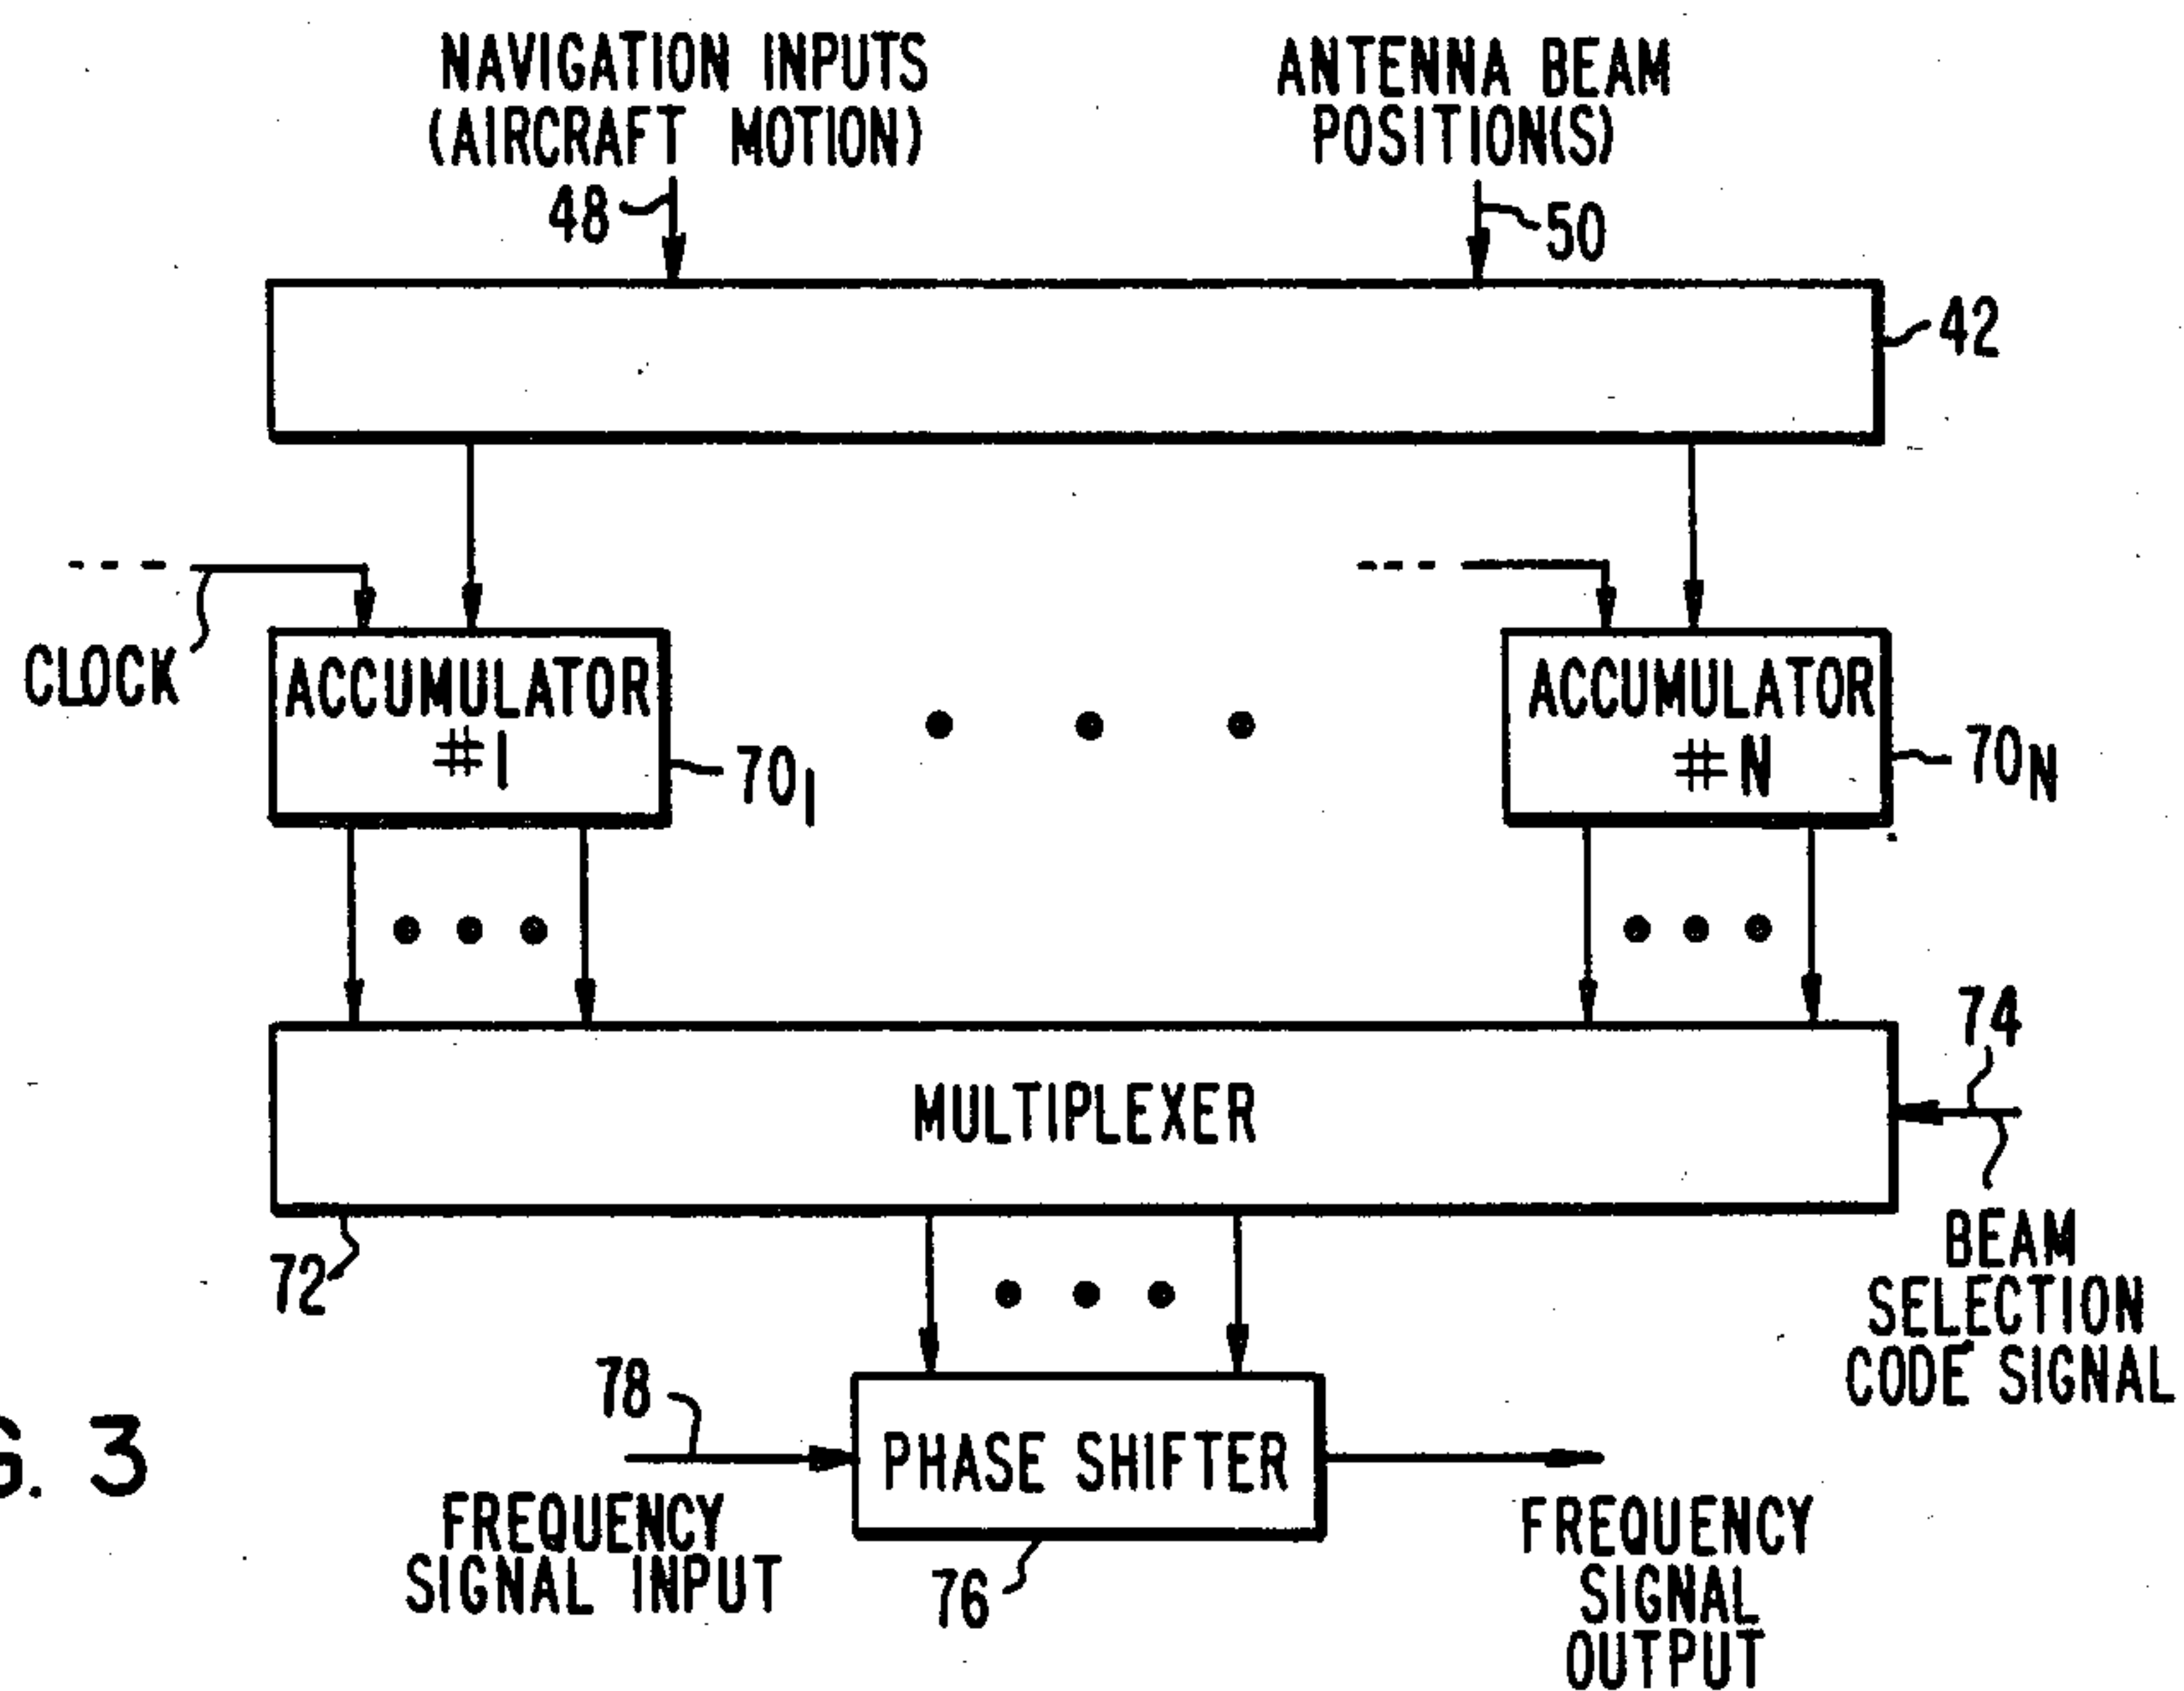 NAVIGATION INPUTS
(AIRCRAFT MOTION)
ANTENNA BEAM
POSITION(S)
48
50
42
CLOCK
ACCUMULATOR
#1
70₁
ACCUMULATOR
#N
70N
MULTIPLEXER
74
72
BEAM
SELECTION
CODE SIGNAL
78
PHASE SHIFTER
G. 3
FREQUENCY
SIGNAL INPUT
76
FREQUENCY
SIGNAL
OUTPUT